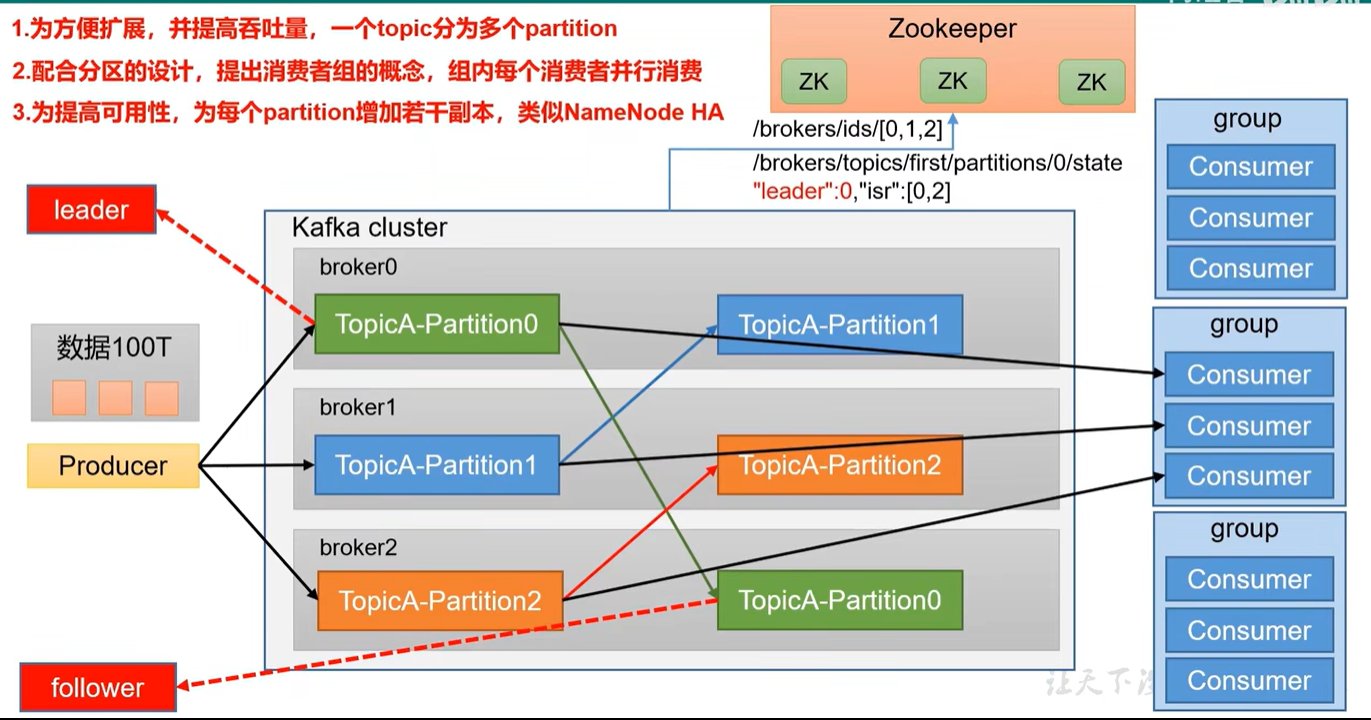 1.为方便扩展，并提高吞吐量，一个topic分为多个partition
2.配合分区的设计，提出消费者组的概念，组内每个消费者并行消费
3.为提高可用性，为每个partition增加若干副本，类似NameNode HA
Zookeeper
ZK
ZK
ZK
/brokers/ids/[0,1,2]
/brokers/topics/first/partitions/0/state
"leader":0,"isr":[0,2]
leader
数据100T
Producer
follower
Kafka cluster
broker0
TopicA-Partition0
TopicA-Partition1
broker1
TopicA-Partition1
TopicA-Partition2
broker2
TopicA-Partition2
TopicA-Partition0
group
Consumer
Consumer
Consumer
group
Consumer
Consumer
Consumer
group
Consumer
Consumer
Consumer
让天下